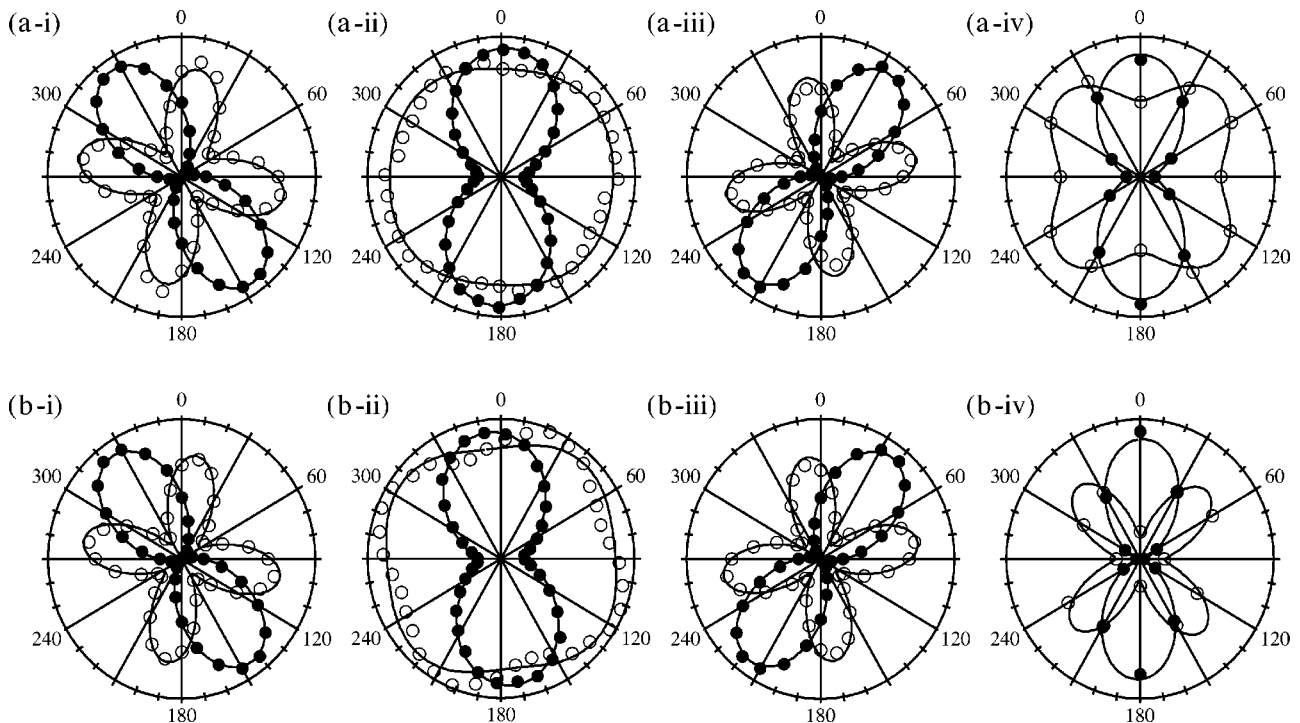 (a-i) (a-ii) (a-iii) (a-iv)
0 0 0 0
300 60 300 60 300 60 300 60
240 120 240 120 240 120 240 120
180 180 180 180
(b-i) (b-ii) (b-iii) (b-iv)
0 0 0 0
300 60 300 60 300 60 300 60
240 120 240 120 240 120 240 120
180 180 180 180